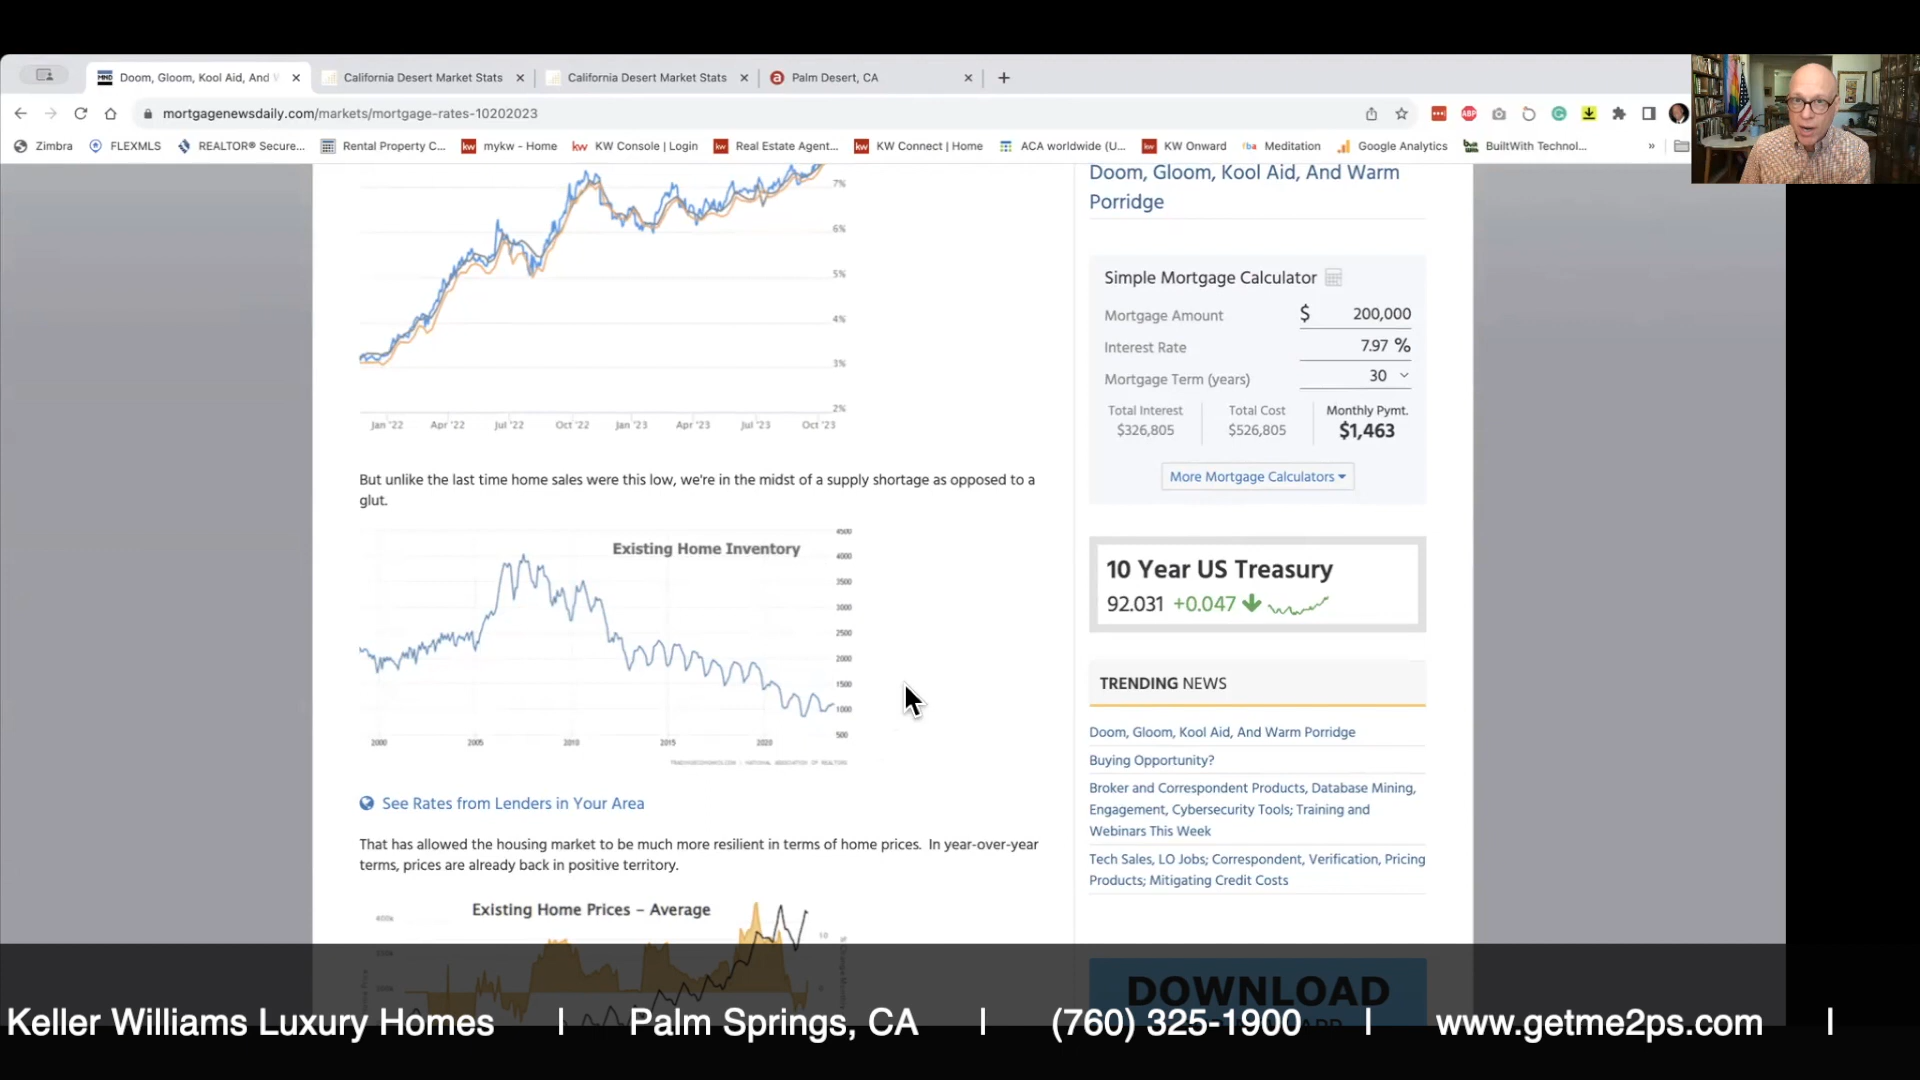 Doom, Gloom, Kool Aid, And W
California Desert Market Stats
California Desert Market Stats
Palm Desert, CA
mortgagenewsdaily.com/markets/mortgage-rates-10202023
Zimbra
FLEXMLS
REALTOR® Secure...
Rental Property C...
mykw - Home
KW Console | Login
Real Estate Agent...
KW Connect | Home
ACA worldwide (U...
KW Onward
Meditation
Google Analytics
BuiltWith Technol...
7%
6%
5%
4%
3%
2%
Jan '22 Apr '22 Jul '22 Oct '22 Jan '23 Apr '23 Jul '23 Oct '23
But unlike the last time home sales were this low, we're in the midst of a supply shortage as opposed to a
glut.
Existing Home Inventory
4500
4000
3500
3000
2500
2000
1500
1000
500
2000 2005 2010 2015 2020
TRADINGECONOMICS.COM | NATIONAL ASSOCIATION OF REALTORS
See Rates from Lenders in Your Area
That has allowed the housing market to be much more resilient in terms of home prices. In year-over-year
terms, prices are already back in positive territory.
Existing Home Prices – Average
400k
10
0
Doom, Gloom, Kool Aid, And Warm
Porridge
Simple Mortgage Calculator
Mortgage Amount $ 200,000
Interest Rate 7.97 %
Mortgage Term (years) 30
Total Interest Total Cost Monthly Pymt.
$326,805 $526,805 $1,463
More Mortgage Calculators
10 Year US Treasury
92.031 +0.047
TRENDING NEWS
Doom, Gloom, Kool Aid, And Warm Porridge
Buying Opportunity?
Broker and Correspondent Products, Database Mining,
Engagement, Cybersecurity Tools; Training and
Webinars This Week
Tech Sales, LO Jobs; Correspondent, Verification, Pricing
Products; Mitigating Credit Costs
DOWNLOAD
Keller Williams Luxury Homes | Palm Springs, CA | (760) 325-1900 | www.getme2ps.com |